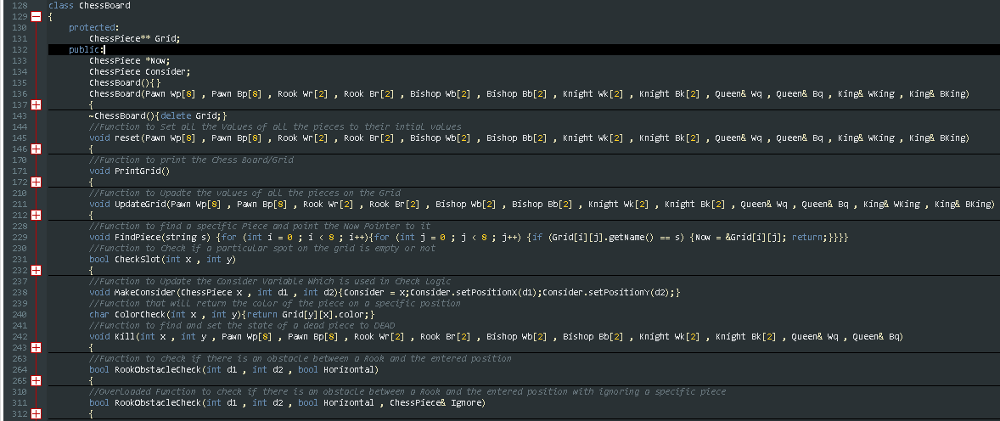 128 class ChessBoard
129 {
130 protected:
131 ChessPiece** Grid;
132 public:
133 ChessPiece *Now;
134 ChessPiece Consider;
135 ChessBoard(){}
136 ChessBoard(Pawn Wp[8] , Pawn Bp[8] , Rook Wr[2] , Rook Br[2] , Bishop Wb[2] , Bishop Bb[2] , Knight Wk[2] , Knight Bk[2] , Queen& Wq , Queen& Bq , King& WKing , King& BKing)
137 {
143 ~ChessBoard(){delete Grid;}
144 //Function to Set all the Values of all the pieces to their intial values
145 void reset(Pawn Wp[8] , Pawn Bp[8] , Rook Wr[2] , Rook Br[2] , Bishop Wb[2] , Bishop Bb[2] , Knight Wk[2] , Knight Bk[2] , Queen& Wq , Queen& Bq , King& WKing , King& BKing)
146 {
170 //Function to print the Chess Board/Grid
171 void PrintGrid()
172 {
210 //Function to Upadte the values of all the pieces on the Grid
211 void UpdateGrid(Pawn Wp[8] , Pawn Bp[8] , Rook Wr[2] , Rook Br[2] , Bishop Wb[2] , Bishop Bb[2] , Knight Wk[2] , Knight Bk[2] , Queen& Wq , Queen& Bq , King& WKing , King& BKing)
212 {
228 //Function to find a specific Piece and point the Now Pointer to it
229 void FindPiece(string s) {for (int i = 0 ; i < 8 ; i++){for (int j = 0 ; j < 8 ; j++) {if (Grid[i][j].getName() == s) {Now = &Grid[i][j]; return;}}}}
230 //Function to Check if a particular spot on the grid is empty or not
231 bool CheckSlot(int x , int y)
232 {
237 //Function to Update the Consider Variable Which is used in Check Logic
238 void MakeConsider(ChessPiece x , int d1 , int d2){Consider = x;Consider.setPositionX(d1);Consider.setPositionY(d2);}
239 //Function that will return the color of the piece on a specific position
240 char ColorCheck(int x , int y){return Grid[y][x].color;}
241 //Function to find and set the state of a dead piece to DEAD
242 void Kill(int x , int y , Pawn Wp[8] , Pawn Bp[8] , Rook Wr[2] , Rook Br[2] , Bishop Wb[2] , Bishop Bb[2] , Knight Wk[2] , Knight Bk[2] , Queen& Wq , Queen& Bq)
243 {
263 //Function to check if there is an obstacle between a Rook and the entered position
264 bool RookObstacleCheck(int d1 , int d2 , bool Horizontal)
265 {
310 //OverLoaded Function to check if there is an obstacle between a Rook and the entered position with ignoring a specific piece
311 bool RookObstacleCheck(int d1 , int d2 , bool Horizontal , ChessPiece& Ignore)
312 {